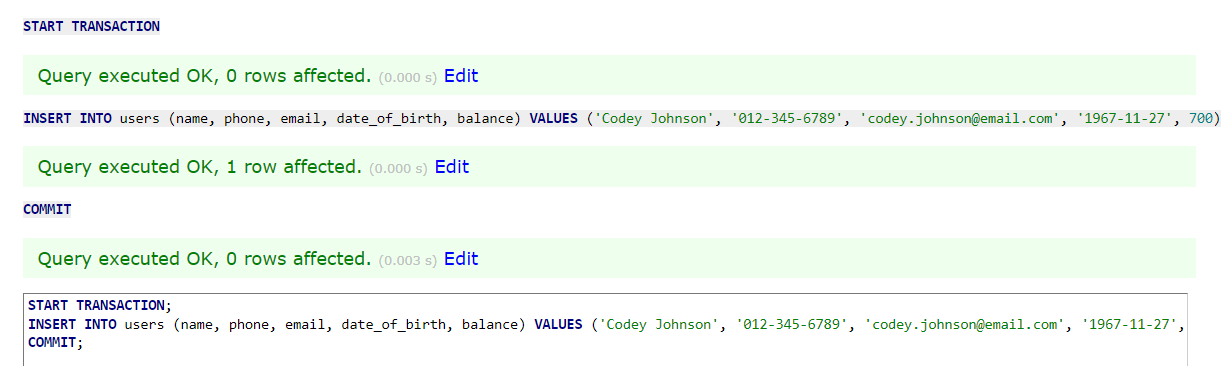 START TRANSACTION
Query executed OK, 0 rows affected. (0.000 s) Edit
INSERT INTO users (name, phone, email, date_of_birth, balance) VALUES ('Codey Johnson', '012-345-6789', 'codey.johnson@email.com', '1967-11-27', 700)
Query executed OK, 1 row affected. (0.000 s) Edit
COMMIT
Query executed OK, 0 rows affected. (0.003 s) Edit
START TRANSACTION;
INSERT INTO users (name, phone, email, date_of_birth, balance) VALUES ('Codey Johnson', '012-345-6789', 'codey.johnson@email.com', '1967-11-27',
COMMIT;